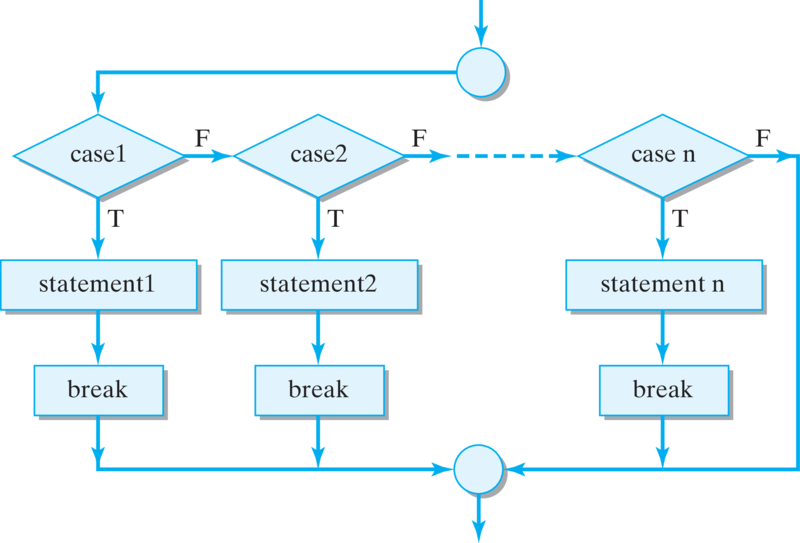 F
F
F
case1
case2
case n
T
T
T
statement1
statement2
statement n
break
break
break